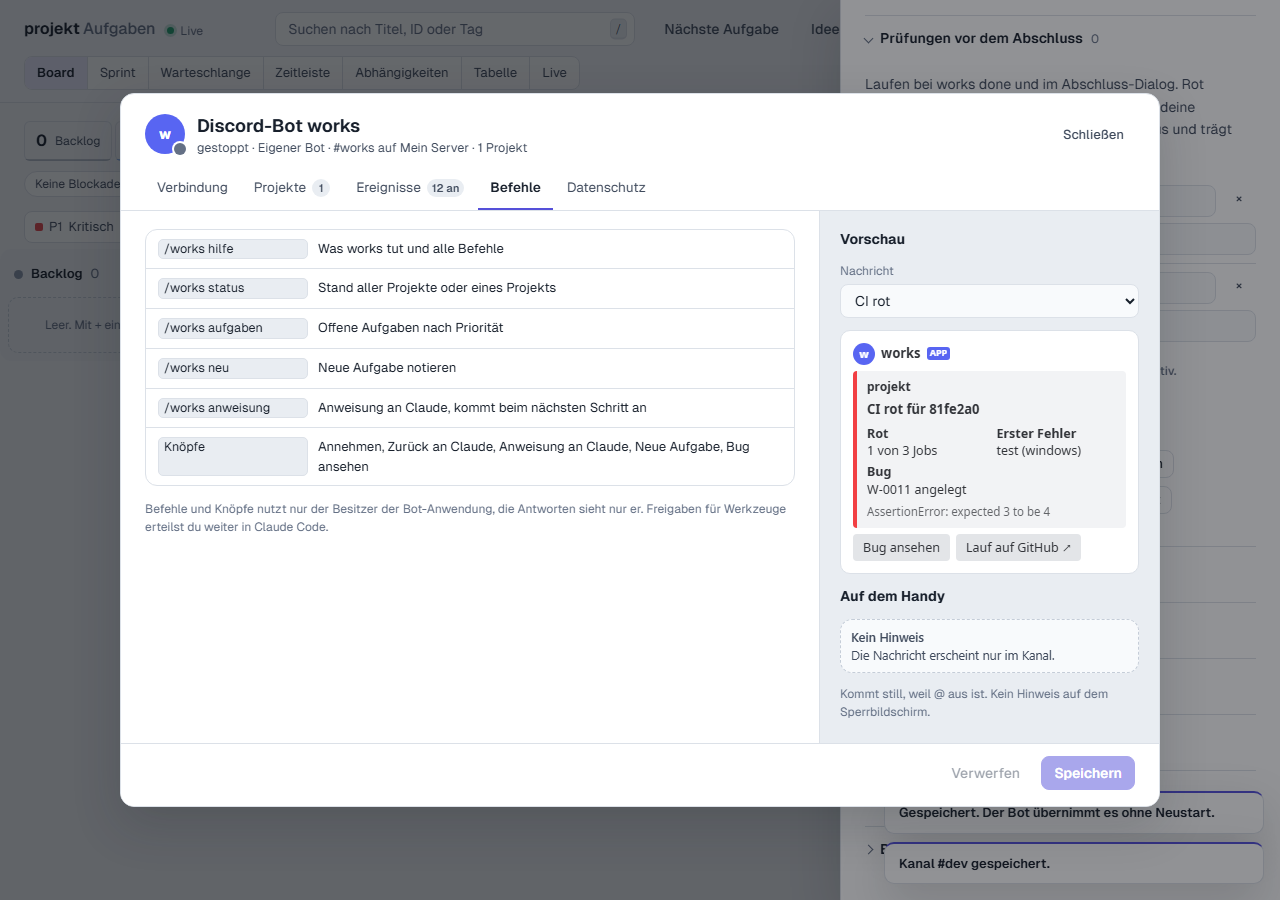 projekt Aufgaben Live
Suchen nach Titel, ID oder Tag /
Nächste Aufgabe
Idee
Board Sprint Warteschlange Zeitleiste Abhängigkeiten Tabelle Live
0 Backlog
Keine Blockade
P1 Kritisch
Backlog 0
Leer. Mit + ein
Prüfungen vor dem Abschluss 0
Laufen bei works done und im Abschluss-Dialog. Rot
deine
s und trägt
×
×
tiv.
Discord-Bot works
gestoppt · Eigener Bot · #works auf Mein Server · 1 Projekt
Schließen
w
Verbindung Projekte 1 Ereignisse 12 an Befehle Datenschutz
/works hilfe Was works tut und alle Befehle
/works status Stand aller Projekte oder eines Projekts
/works aufgaben Offene Aufgaben nach Priorität
/works neu Neue Aufgabe notieren
/works anweisung Anweisung an Claude, kommt beim nächsten Schritt an
Knöpfe Annehmen, Zurück an Claude, Anweisung an Claude, Neue Aufgabe, Bug
ansehen
Befehle und Knöpfe nutzt nur der Besitzer der Bot-Anwendung, die Antworten sieht nur er. Freigaben für Werkzeuge
erteilst du weiter in Claude Code.
Vorschau
Nachricht
CI rot
w works APP
projekt
CI rot für 81fe2a0
Rot Erster Fehler
1 von 3 Jobs test (windows)
Bug
W-0011 angelegt
AssertionError: expected 3 to be 4
Bug ansehen Lauf auf GitHub ↗
Auf dem Handy
Kein Hinweis
Die Nachricht erscheint nur im Kanal.
Kommt still, weil @ aus ist. Kein Hinweis auf dem
Sperrbildschirm.
Verwerfen Speichern
Gespeichert. Der Bot übernimmt es ohne Neustart.
Kanal #dev gespeichert.